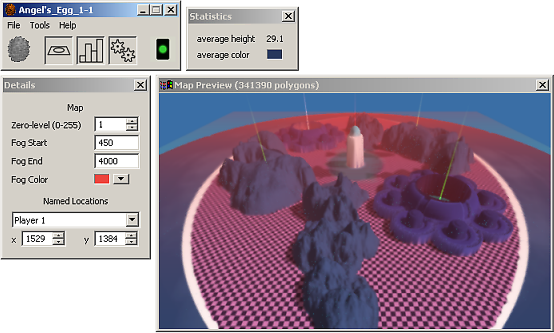 Angel's_Egg_1-1
File Tools Help
Statistics
average height 29.1
average color
Details
Map
Zero-level (0-255) 1
Fog Start 450
Fog End 4000
Fog Color
Named Locations
Player 1
x 1529 y 1384
Map Preview (341390 polygons)